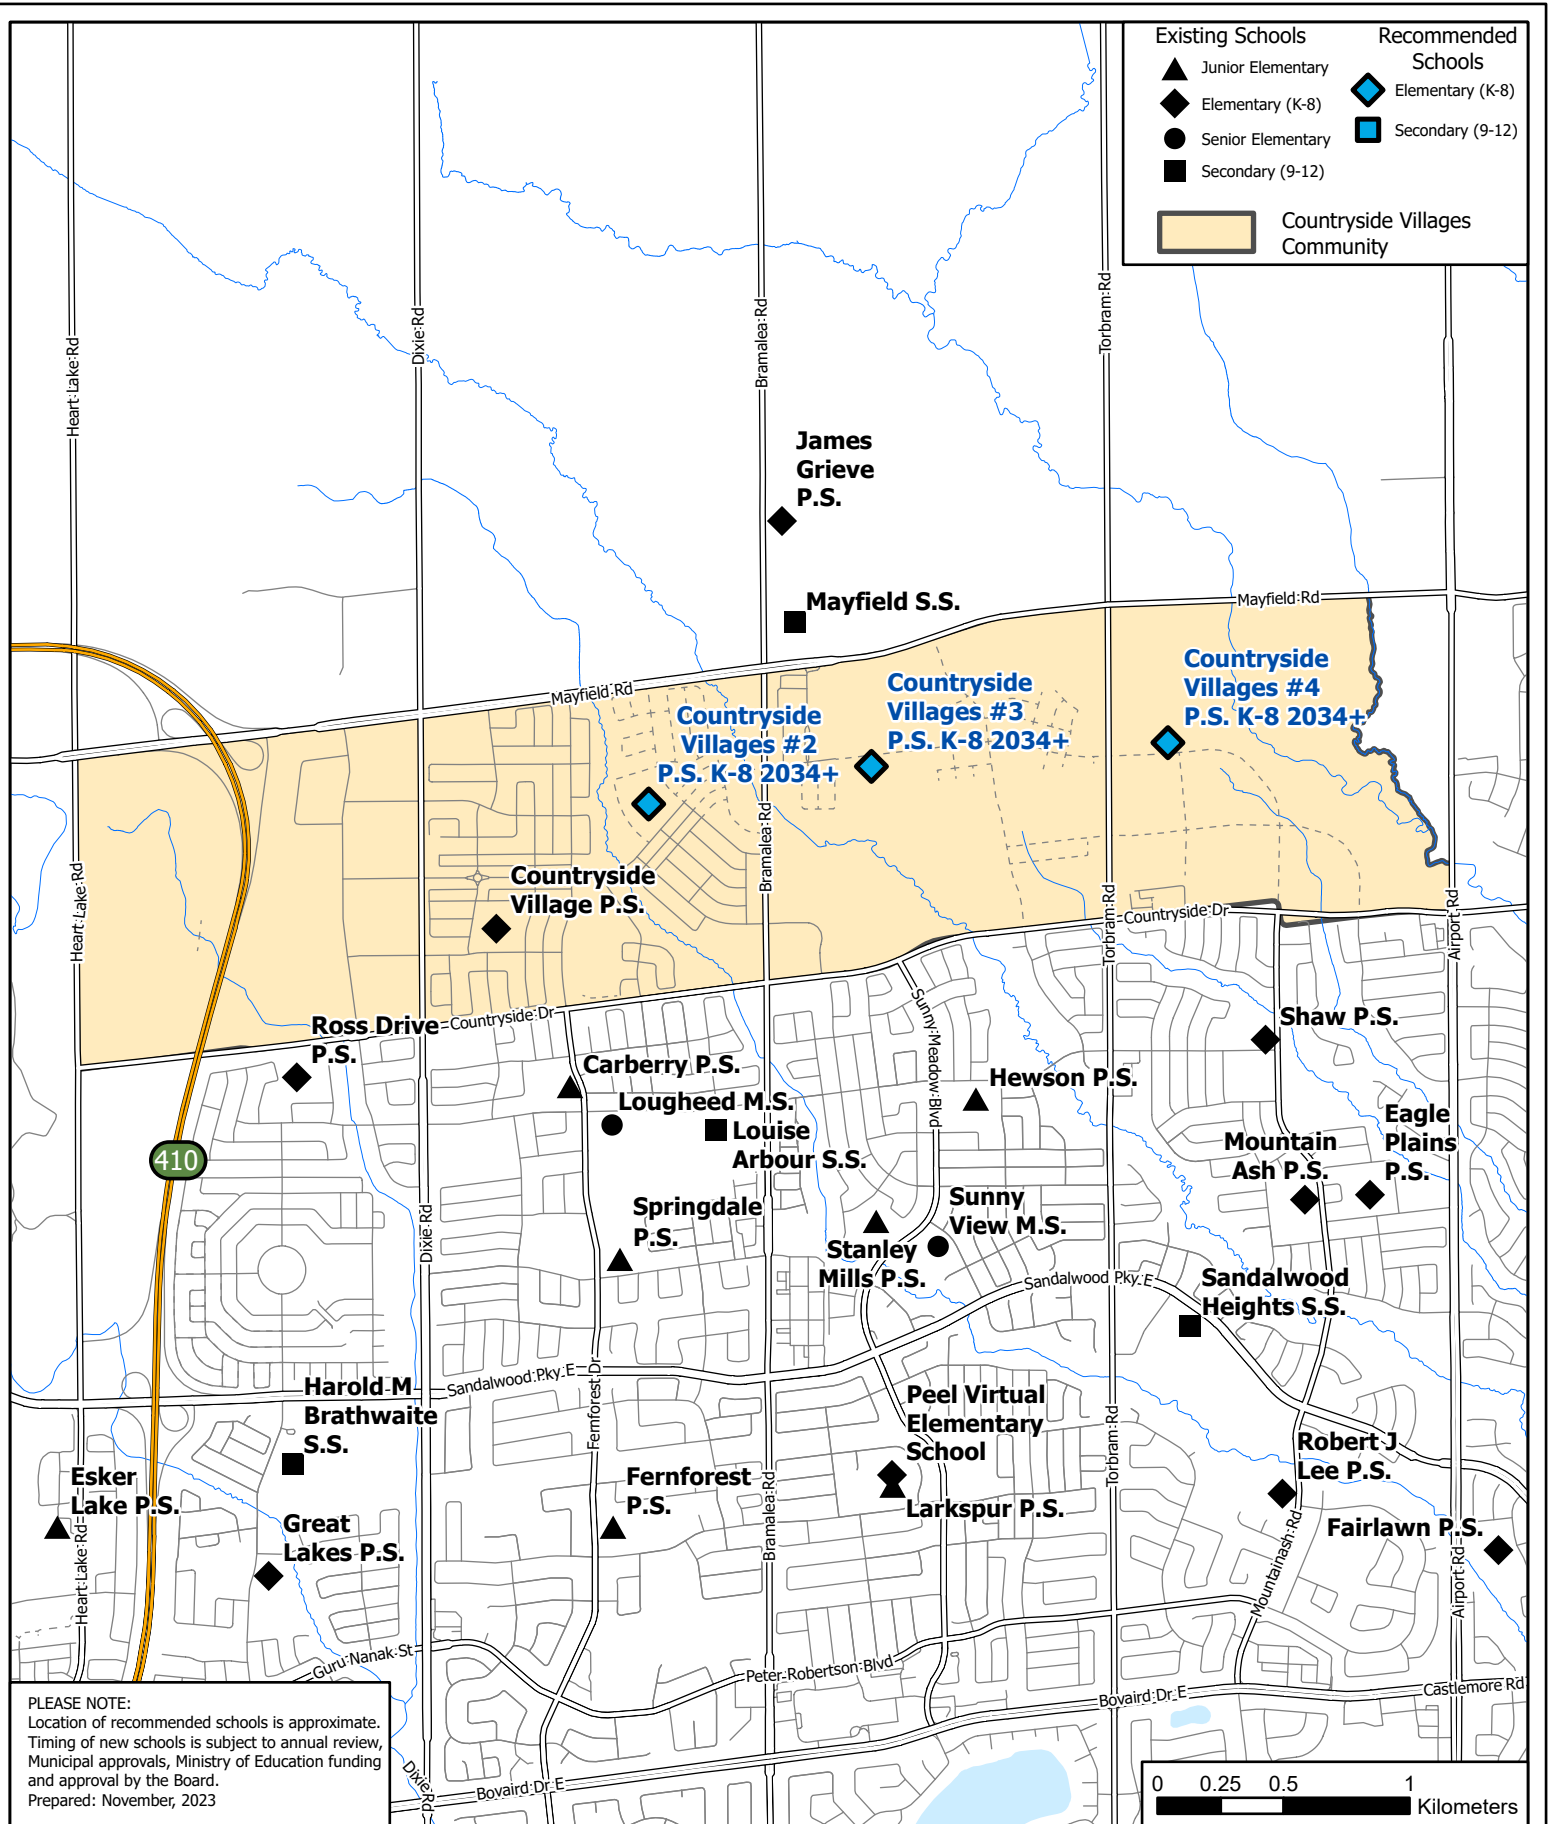 Existing Schools
Junior Elementary
Elementary (K-8)
Senior Elementary
Secondary (9-12)
Recommended
Schools
Elementary (K-8)
Secondary (9-12)
Countryside Villages
Community
Heart Lake Rd
Dixie Rd
Bramalea Rd
Torbram Rd
James
Grieve
P.S.
Mayfield S.S.
Mayfield Rd
Mayfield Rd
Countryside
Villages #4
P.S. K-8 2034+
Countryside
Villages #3
P.S. K-8 2034+
Countryside
Villages #2
P.S. K-8 2034+
Countryside
Village P.S.
Heart Lake Rd
Bramalea Rd
Torbram Rd
Airport Rd
Countryside Dr
Countryside Dr
Ross Drive
P.S.
Carberry P.S.
Lougheed M.S.
Louise
Arbour S.S.
Sunny Meadow Blvd
Hewson P.S.
Shaw P.S.
Eagle
Plains
P.S.
Mountain
Ash P.S.
410
Dixie Rd
Springdale
P.S.
Stanley
Mills P.S.
Sunny
View M.S.
Sandalwood Pky E
Sandalwood
Heights S.S.
Sandalwood Pky E
Fernforest Dr
Harold M
Brathwaite
S.S.
Peel Virtual
Elementary
School
Larkspur P.S.
Torbram Rd
Robert J
Lee P.S.
Esker
Lake P.S.
Great
Lakes P.S.
Fernforest
P.S.
Bramalea Rd
Fairlawn P.S.
Heart Lake Rd
Mountainash Rd
Airport Rd
Guru Nanak St
Peter Robertson Blvd
Bovaird Dr E
Castlemore Rd
Dixie Rd
Bovaird Dr E
PLEASE NOTE:
Location of recommended schools is approximate.
Timing of new schools is subject to annual review,
Municipal approvals, Ministry of Education funding
and approval by the Board.
Prepared: November, 2023
0 0.25 0.5 1
Kilometers